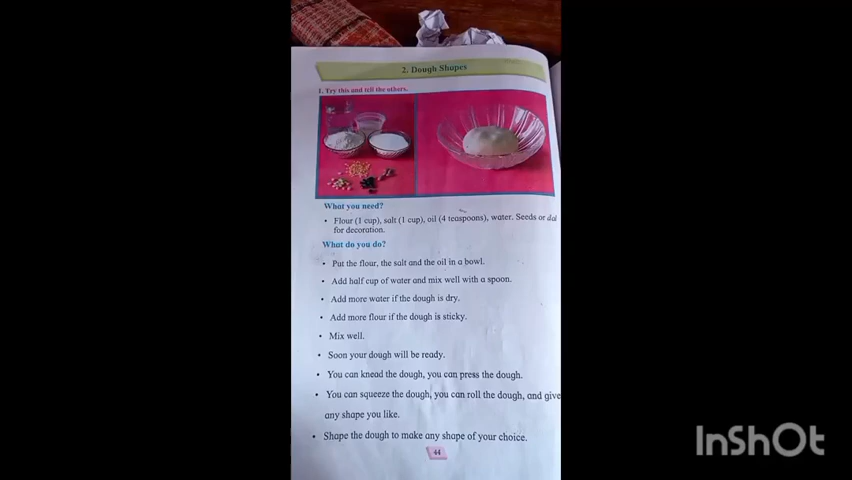 2. Dough Shapes
1. Try this and tell the others.
What you need?
• Flour (1 cup), salt (1 cup), oil (4 teaspoons), water. Seeds or dal
for decoration.
What do you do?
• Put the flour, the salt and the oil in a bowl.
• Add half cup of water and mix well with a spoon.
• Add more water if the dough is dry.
• Add more flour if the dough is sticky.
• Mix well.
• Soon your dough will be ready.
• You can knead the dough, you can press the dough.
• You can squeeze the dough, you can roll the dough, and give
any shape you like.
• Shape the dough to make any shape of your choice.
44
InShOt